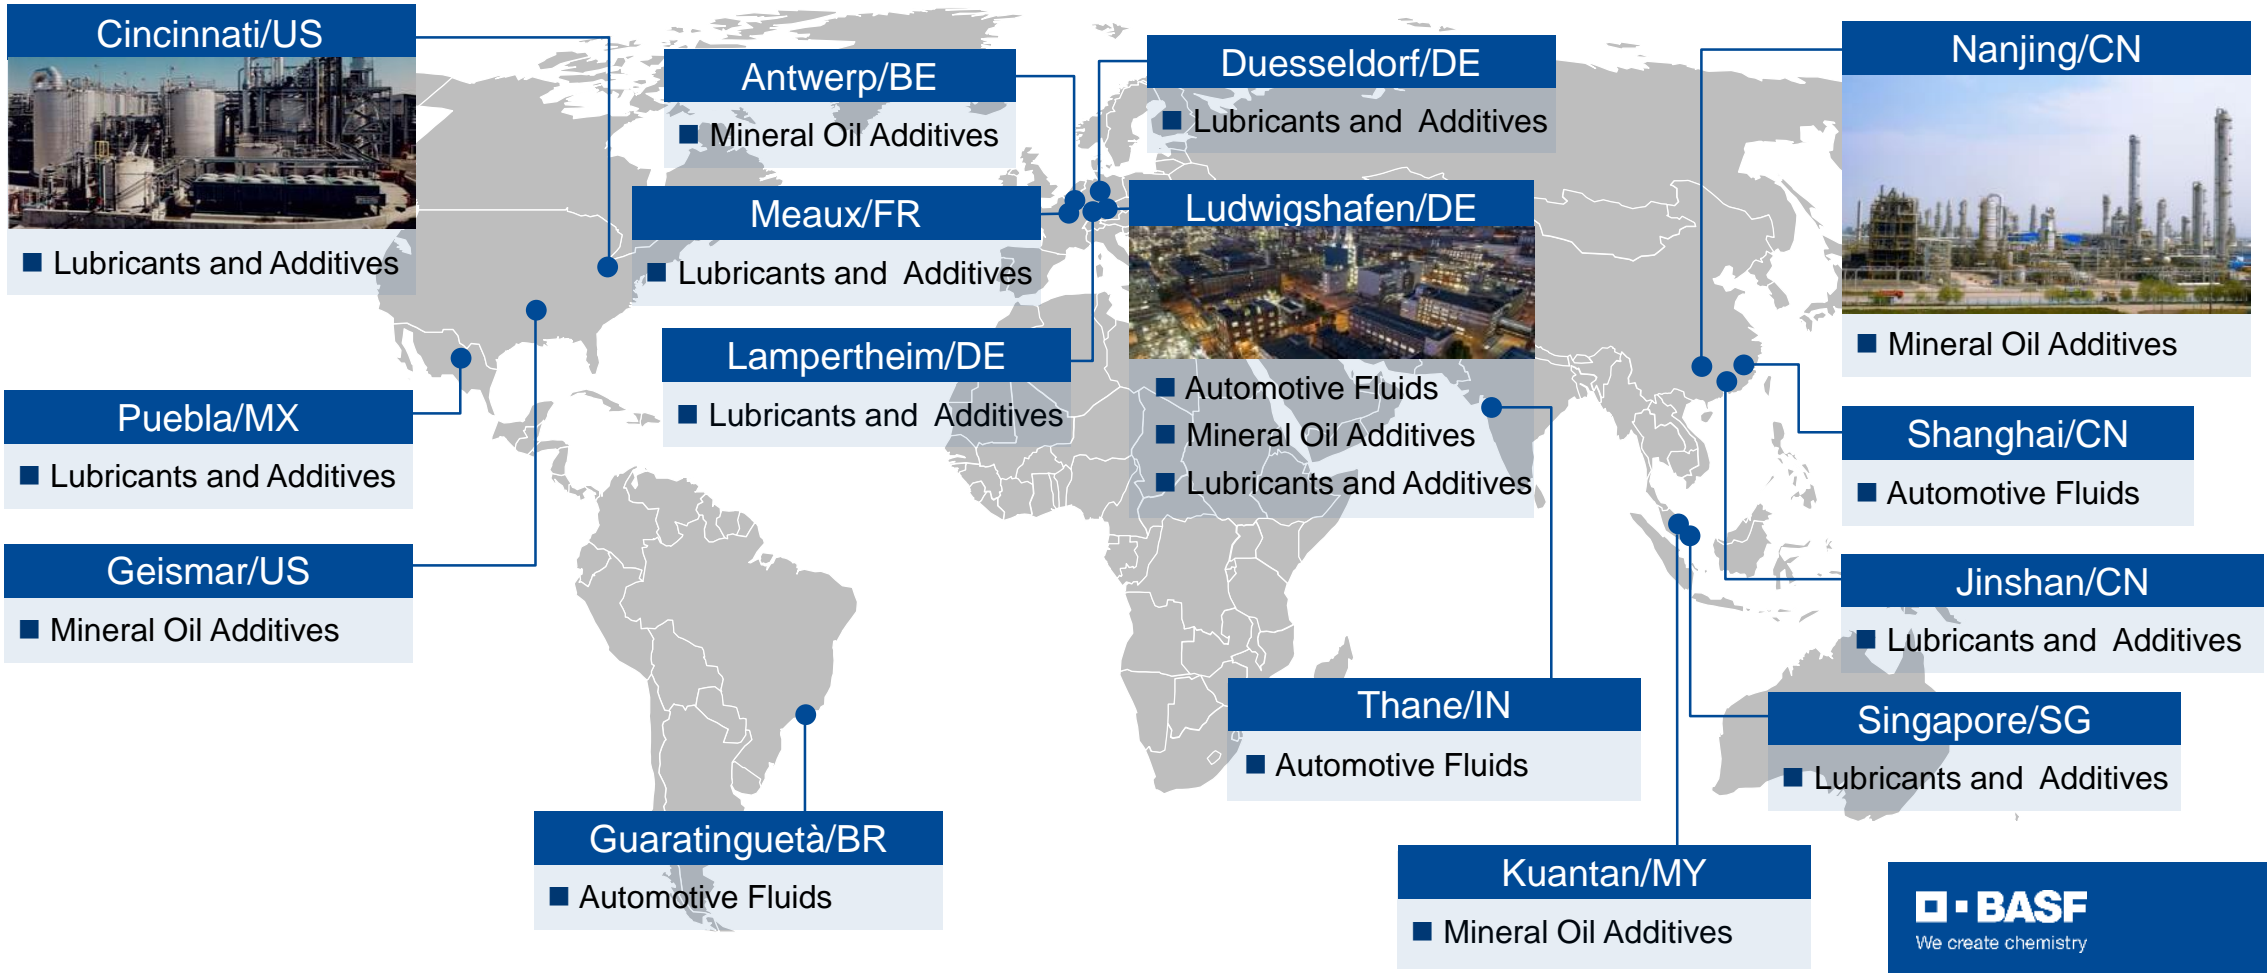 Cincinnati/US
Lubricants and Additives
Puebla/MX
Lubricants and Additives
Geismar/US
Mineral Oil Additives
Antwerp/BE
Mineral Oil Additives
Meaux/FR
Lubricants and Additives
Lampertheim/DE
Lubricants and Additives
Guaratinguetà/BR
Automotive Fluids
Duesseldorf/DE
Lubricants and Additives
Ludwigshafen/DE
Automotive Fluids
Mineral Oil Additives
Lubricants and Additives
Thane/IN
Automotive Fluids
Kuantan/MY
Mineral Oil Additives
Nanjing/CN
Mineral Oil Additives
Shanghai/CN
Automotive Fluids
Jinshan/CN
Lubricants and Additives
Singapore/SG
Lubricants and Additives
BASF
We create chemistry